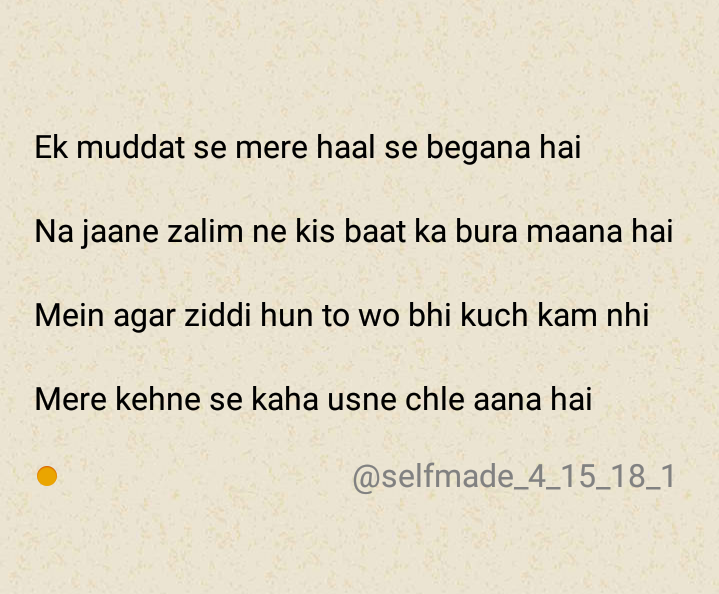 Ek muddat se mere haal se begana hai
Na jaane zalim ne kis baat ka bura maana hai
Mein agar ziddi hun to wo bhi kuch kam nhi
Mere kehne se kaha usne chle aana hai
@selfmade_4_15_18_1